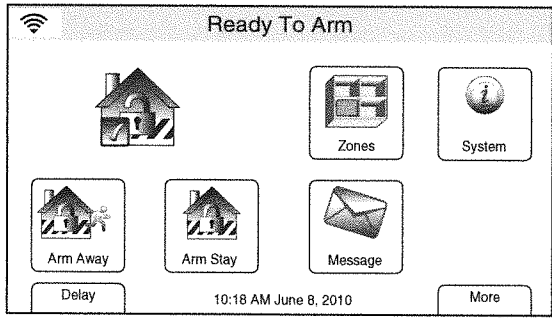 Ready To Arm
Zones
System
Arm Away
Arm Stay
Message
Delay
10:18 AM June 8, 2010
More